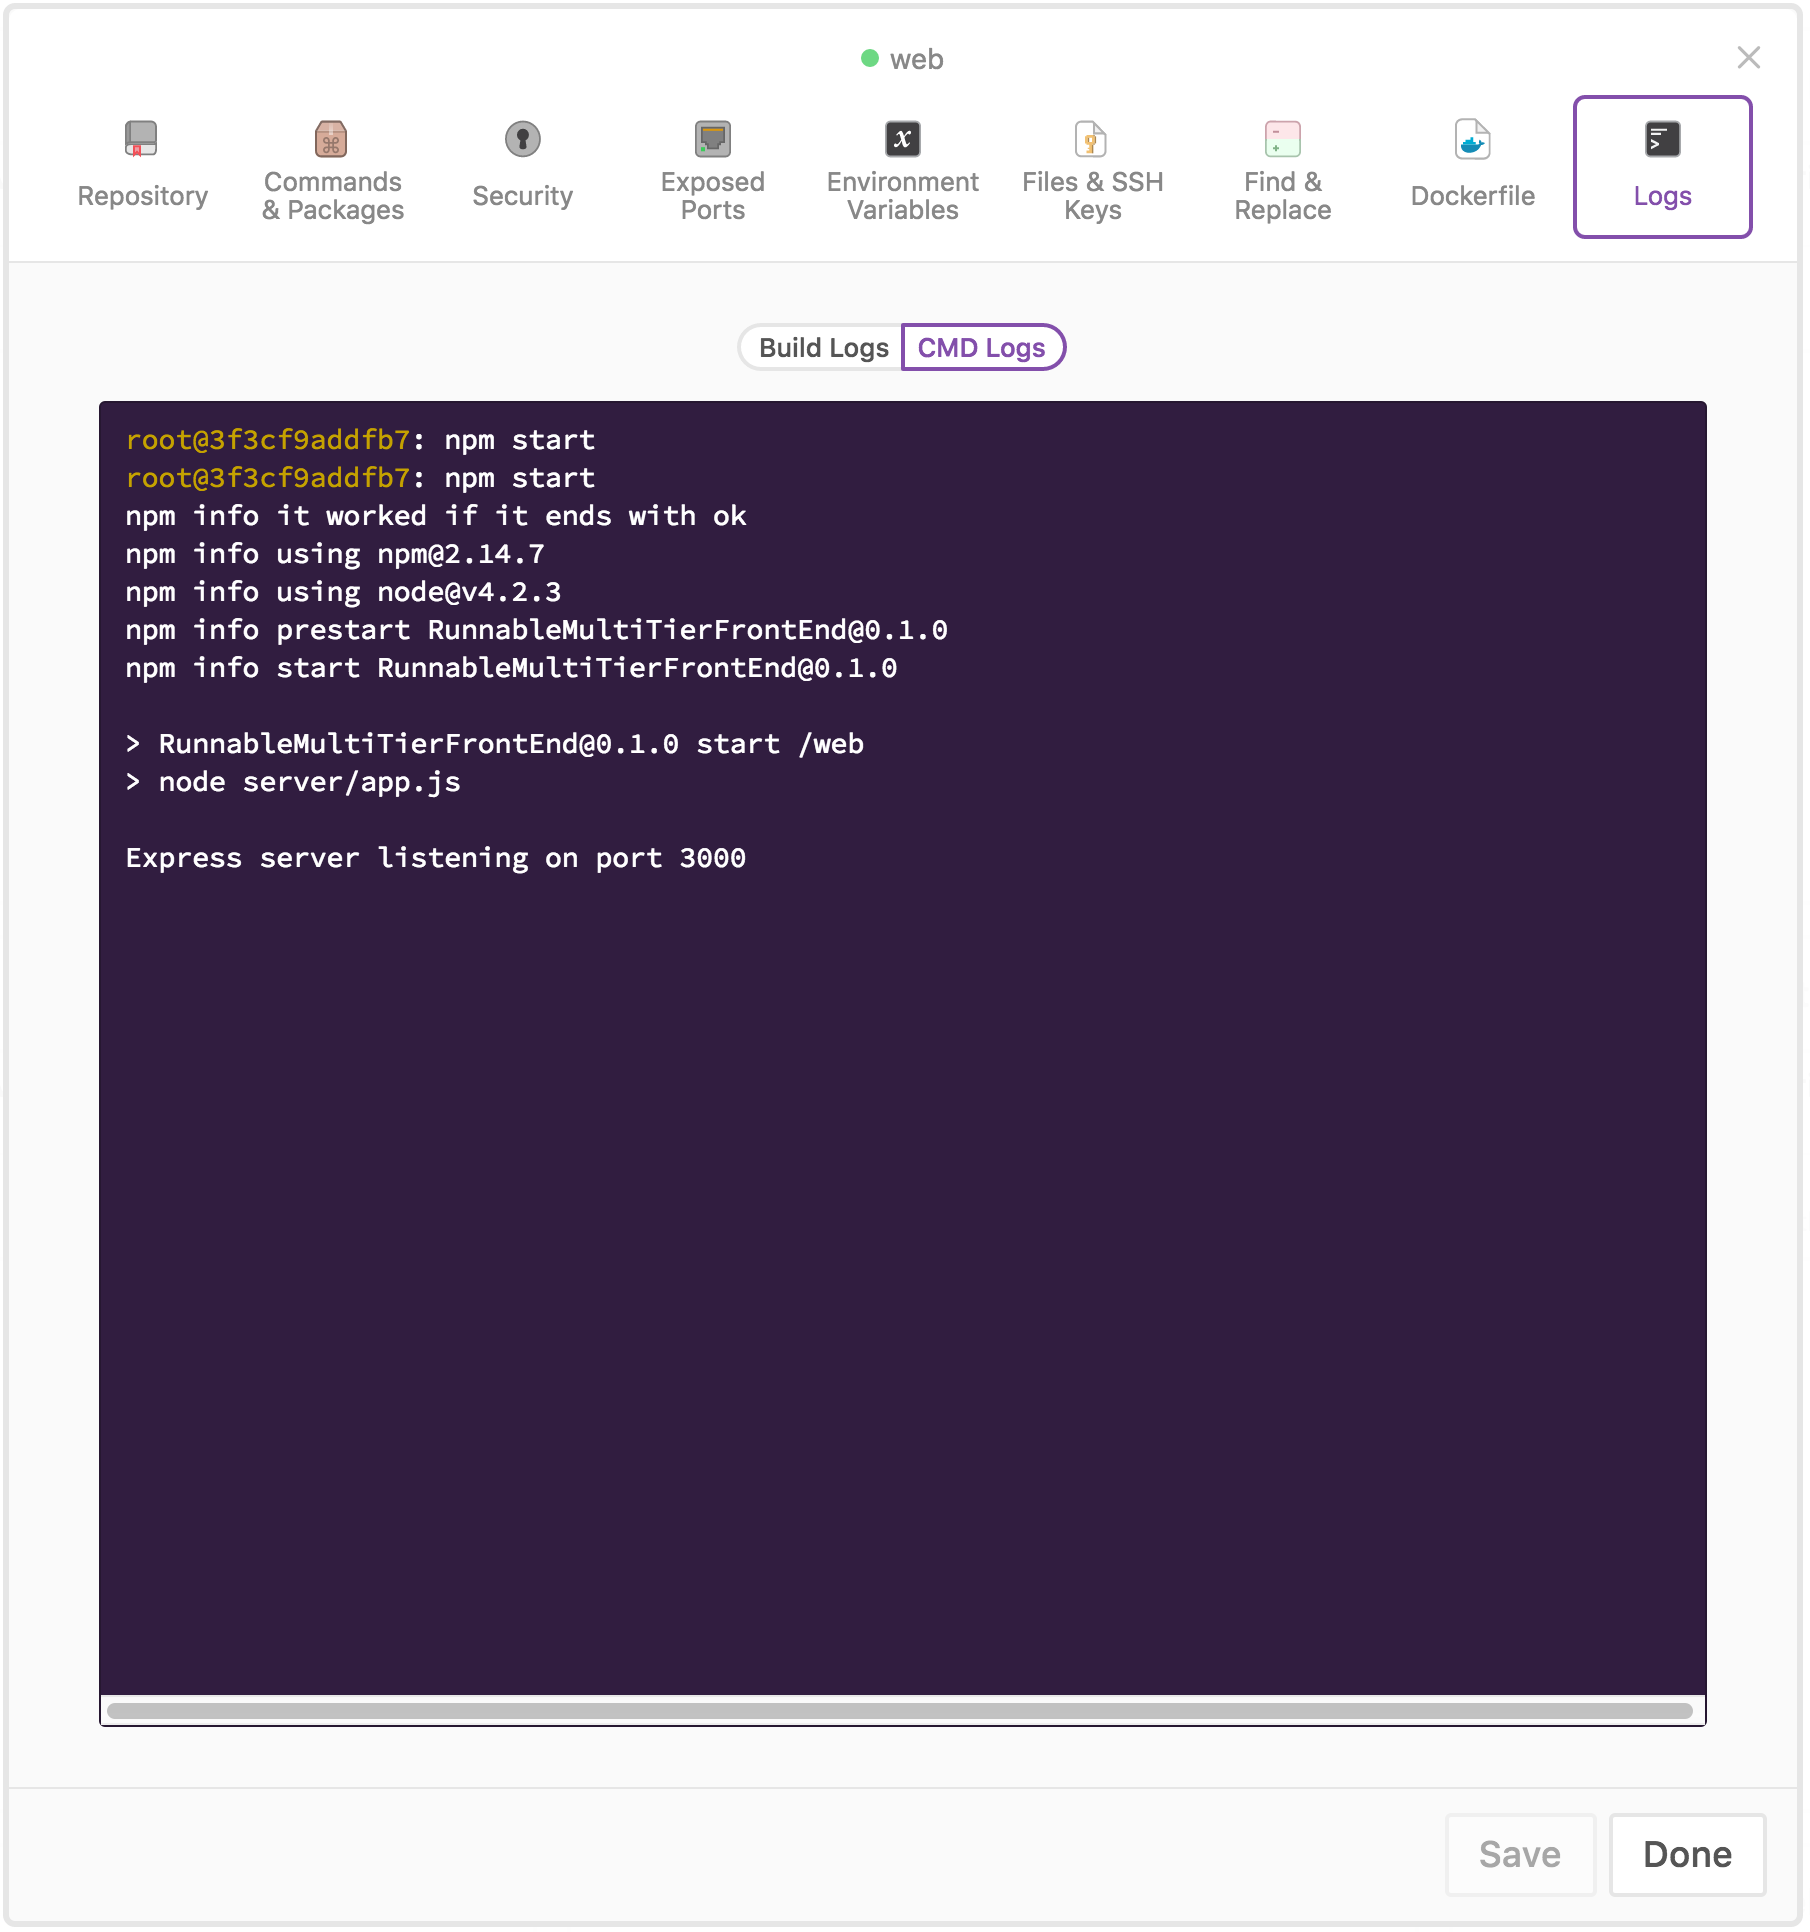 web
Repository
Commands
& Packages
Security
Exposed
Ports
Environment
Variables
Files & SSH
Keys
Find &
Replace
Dockerfile
Logs
Build Logs
CMD Logs
root@3f3cf9addfb7: npm start
root@3f3cf9addfb7: npm start
npm info it worked if it ends with ok
npm info using npm@2.14.7
npm info using node@v4.2.3
npm info prestart RunnableMultiTierFrontEnd@0.1.0
npm info start RunnableMultiTierFrontEnd@0.1.0
> RunnableMultiTierFrontEnd@0.1.0 start /web
> node server/app.js
Express server listening on port 3000
Save
Done